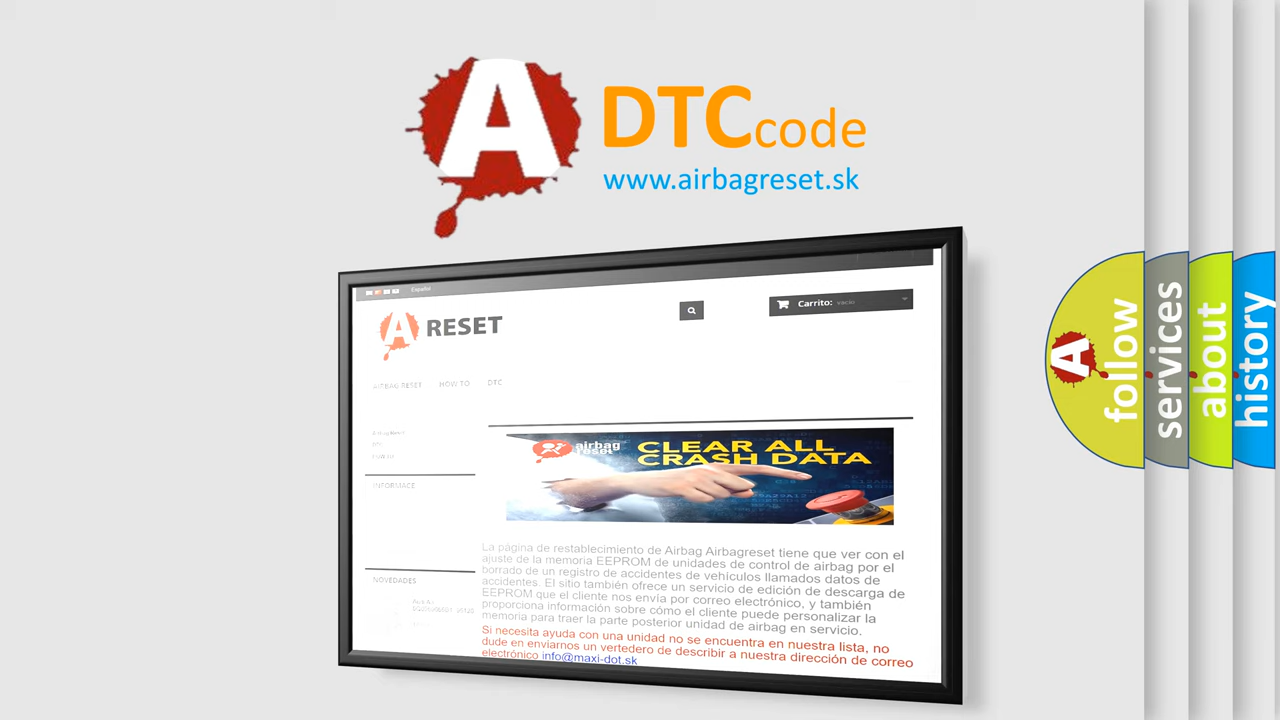 A DTC code
www.airbagreset.sk
Español
A RESET
Carrito: vacío
AIRBAG RESET HOW TO DTC
INFORMACE
airbag reset
CLEAR ALL
CRASH DATA
La página de restablecimiento de Airbag Airbagreset tiene que ver con el
ajuste de la memoria EEPROM de unidades de control de airbag por el
borrado de un registro de accidentes de vehículos llamados datos de
accidentes. El sitio también ofrece un servicio de edición de descarga de
EEPROM que el cliente nos envía por correo electrónico, y también
proporciona información sobre cómo el cliente puede personalizar la
memoria para traer la parte posterior unidad de airbag en servicio.
Si necesita ayuda con una unidad no se encuentra en nuestra lista, no
dude en enviarnos un vertedero de describir a nuestra dirección de correo
electrónico info@maxi-dot.sk
NOVEDADES
A follow
services
about
history